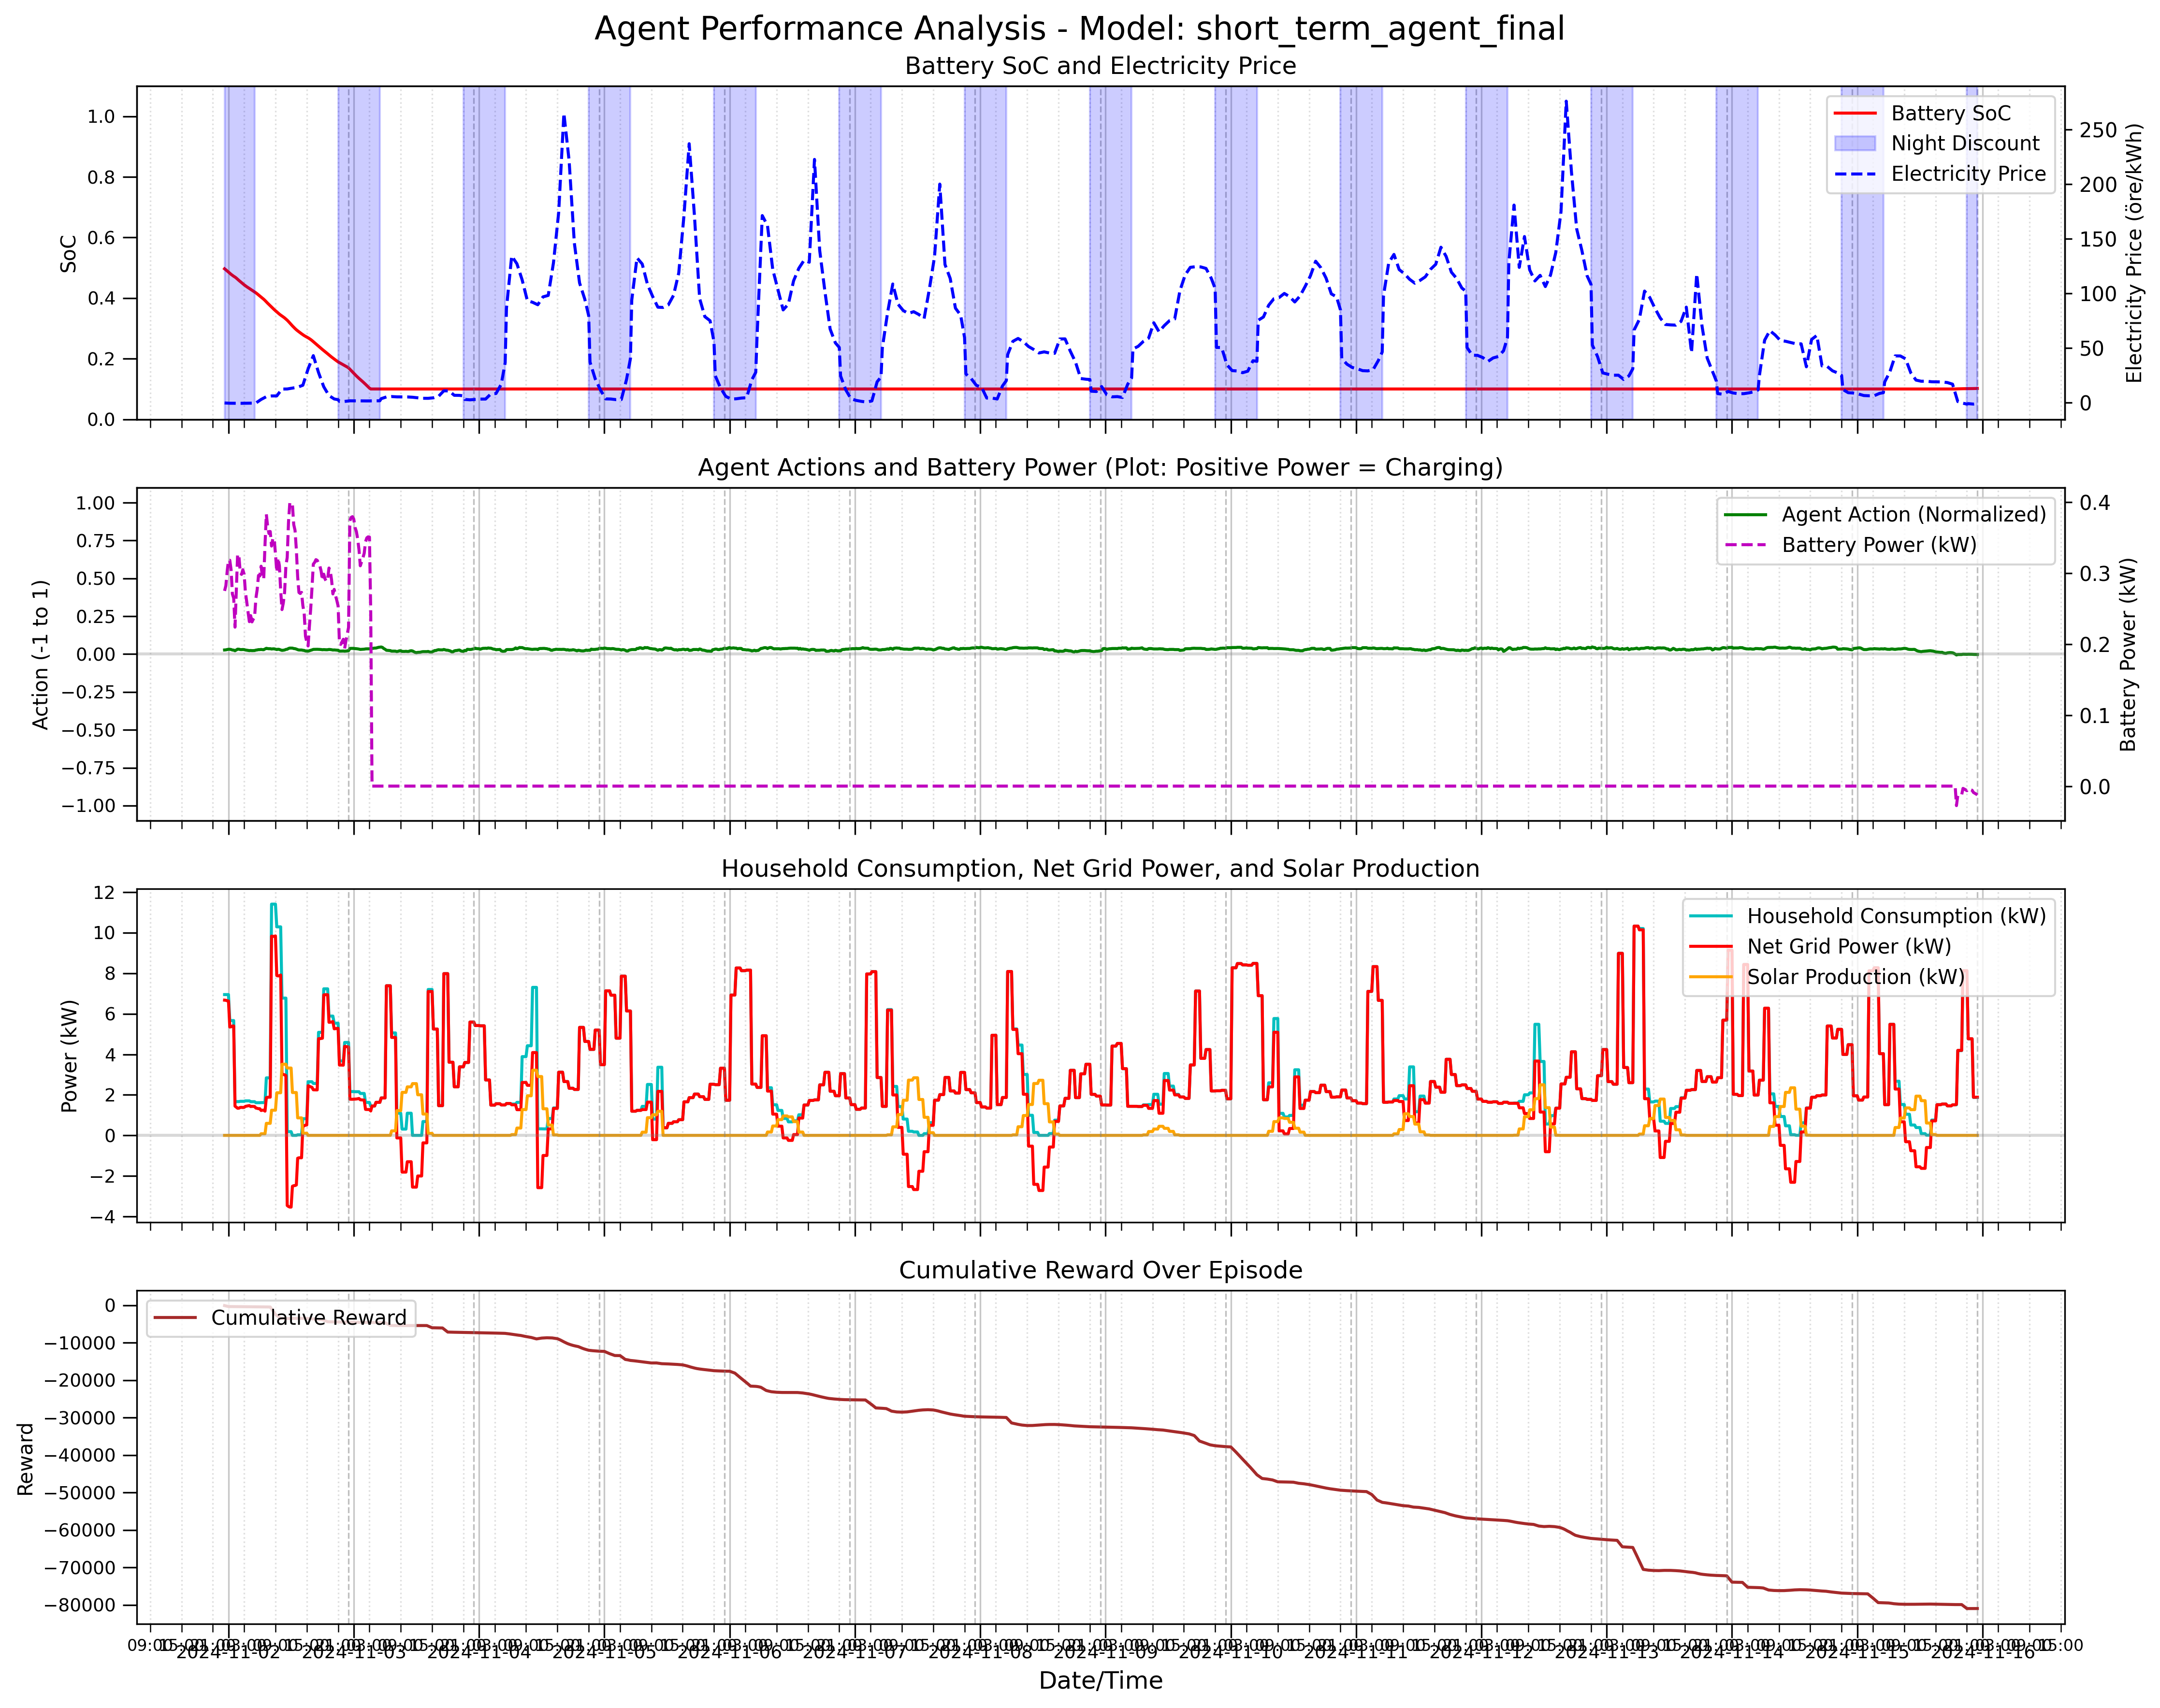 Agent Performance Analysis - Model: short_term_agent_final
Battery SoC and Electricity Price
1.0
0.8
0.6
0.4
0.2
0.0
SoC
Battery SoC
Night Discount
Electricity Price
250
200
150
100
50
0
Electricity Price (öre/kWh)
Agent Actions and Battery Power (Plot: Positive Power = Charging)
1.00
0.75
0.50
0.25
0.00
−0.25
−0.50
−0.75
−1.00
Action (-1 to 1)
Agent Action (Normalized)
Battery Power (kW)
0.4
0.3
0.2
0.1
0.0
Battery Power (kW)
Household Consumption, Net Grid Power, and Solar Production
12
10
8
6
4
2
0
−2
−4
Power (kW)
Household Consumption (kW)
Net Grid Power (kW)
Solar Production (kW)
Cumulative Reward Over Episode
0
−10000
−20000
−30000
−40000
−50000
−60000
−70000
−80000
Reward
Cumulative Reward
2024-11-02
2024-11-03
2024-11-04
2024-11-05
2024-11-06
2024-11-07
2024-11-08
2024-11-09
2024-11-10
2024-11-11
2024-11-12
2024-11-13
2024-11-14
2024-11-15
2024-11-16
Date/Time